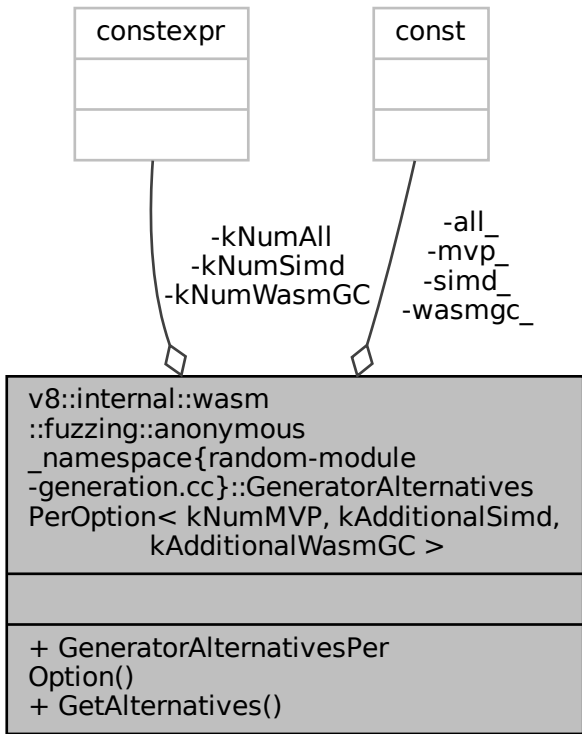 constexpr
const
-kNumAll
-kNumSimd
-kNumWasmGC
-all_
-mvp_
-simd_
-wasmgc_
v8::internal::wasm
::fuzzing::anonymous
_namespace{random-module
-generation.cc}::GeneratorAlternatives
PerOption< kNumMVP, kAdditionalSimd,
kAdditionalWasmGC >
+ GeneratorAlternativesPer
Option()
+ GetAlternatives()